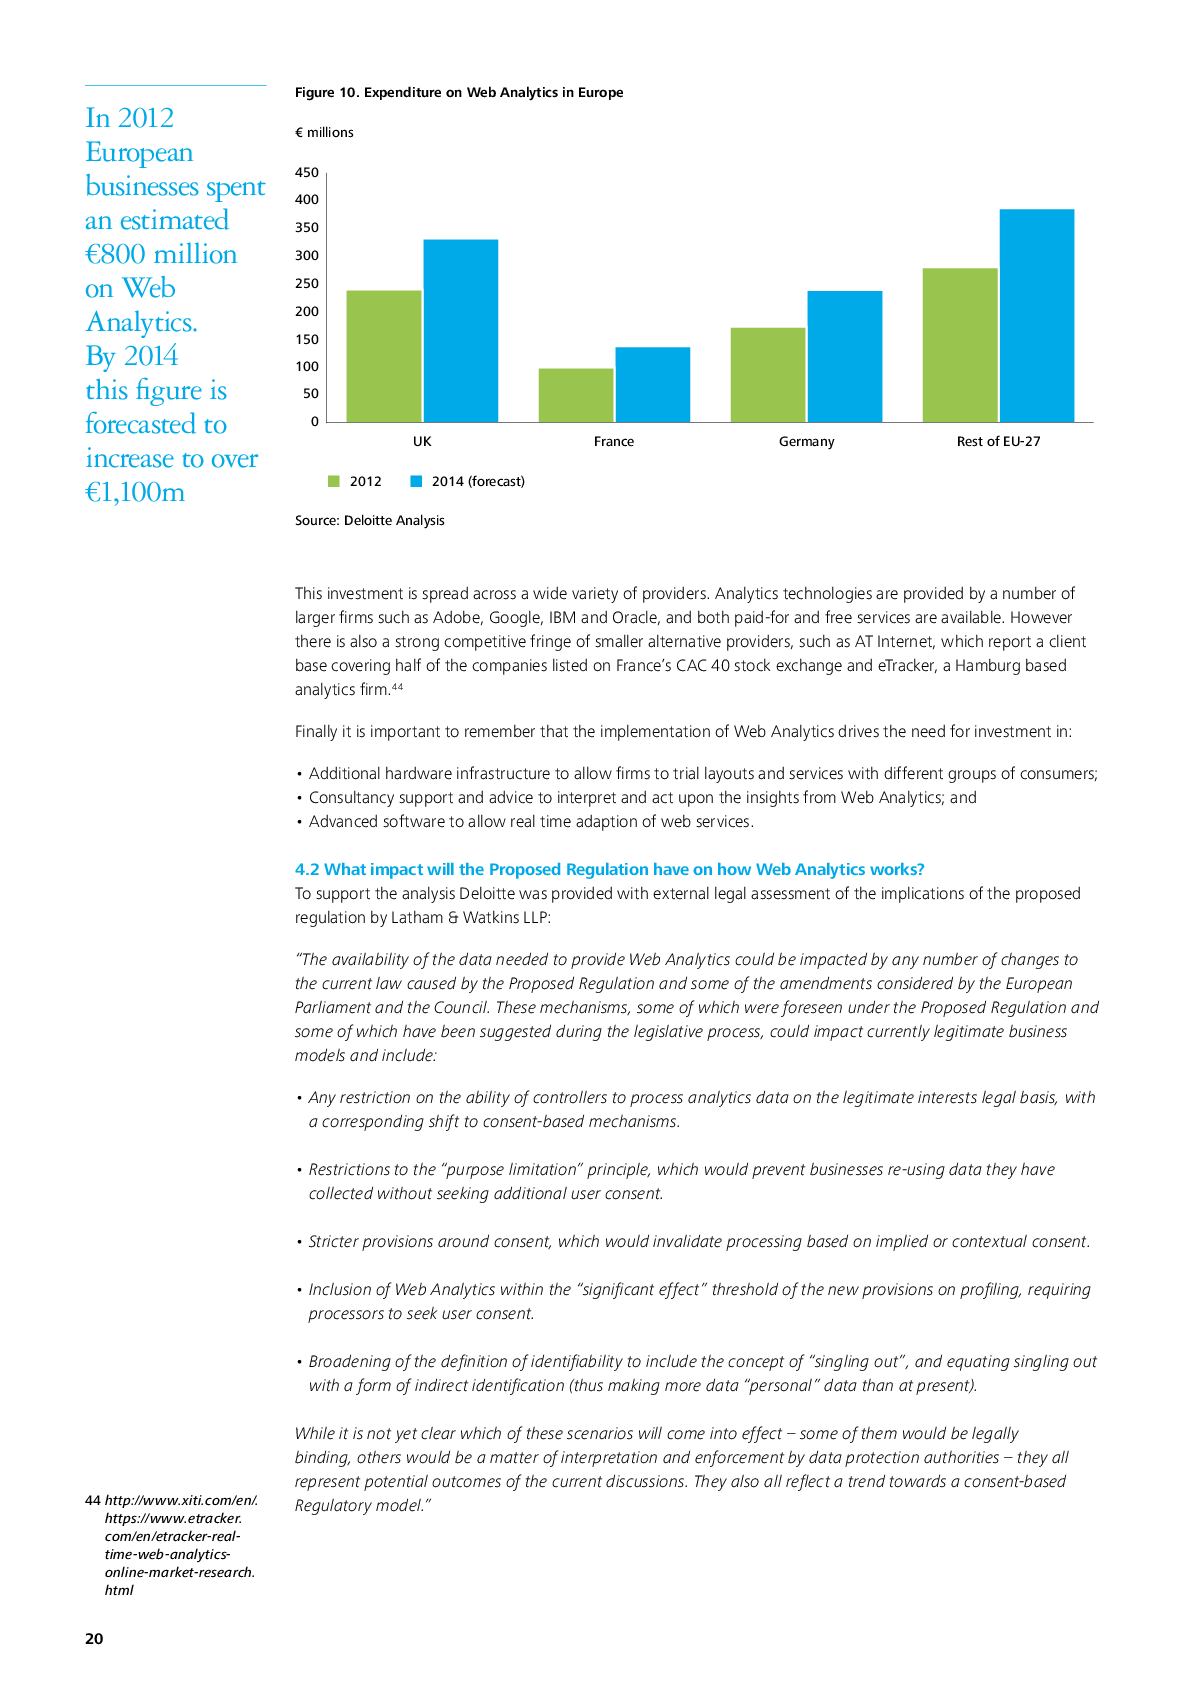 In 2012
European
businesses spent
an estimated
€800 million
on Web
Analytics.
By 2014
this figure is
forecasted to
increase to over
€1,100m
Figure 10. Expenditure on Web Analytics in Europe
€ millions
450
400
350
300
250
200
150
100
50
0
UK France Germany Rest of EU-27
2012 2014 (forecast)
Source: Deloitte Analysis
This investment is spread across a wide variety of providers. Analytics technologies are provided by a number of
larger firms such as Adobe, Google, IBM and Oracle, and both paid-for and free services are available. However
there is also a strong competitive fringe of smaller alternative providers, such as AT Internet, which report a client
base covering half of the companies listed on France’s CAC 40 stock exchange and eTracker, a Hamburg based
analytics firm.44
Finally it is important to remember that the implementation of Web Analytics drives the need for investment in:
• Additional hardware infrastructure to allow firms to trial layouts and services with different groups of consumers;
• Consultancy support and advice to interpret and act upon the insights from Web Analytics; and
• Advanced software to allow real time adaption of web services.
4.2 What impact will the Proposed Regulation have on how Web Analytics works?
To support the analysis Deloitte was provided with external legal assessment of the implications of the proposed
regulation by Latham & Watkins LLP:
“The availability of the data needed to provide Web Analytics could be impacted by any number of changes to
the current law caused by the Proposed Regulation and some of the amendments considered by the European
Parliament and the Council. These mechanisms, some of which were foreseen under the Proposed Regulation and
some of which have been suggested during the legislative process, could impact currently legitimate business
models and include:
• Any restriction on the ability of controllers to process analytics data on the legitimate interests legal basis, with
a corresponding shift to consent-based mechanisms.
• Restrictions to the “purpose limitation” principle, which would prevent businesses re-using data they have
collected without seeking additional user consent.
• Stricter provisions around consent, which would invalidate processing based on implied or contextual consent.
• Inclusion of Web Analytics within the “significant effect” threshold of the new provisions on profiling, requiring
processors to seek user consent.
• Broadening of the definition of identifiability to include the concept of “singling out”, and equating singling out
with a form of indirect identification (thus making more data “personal” data than at present).
While it is not yet clear which of these scenarios will come into effect – some of them would be legally
binding, others would be a matter of interpretation and enforcement by data protection authorities – they all
represent potential outcomes of the current discussions. They also all reflect a trend towards a consent-based
Regulatory model.”
44 http://www.xiti.com/en/.
https://www.etracker.
com/en/etracker-real-
time-web-analytics-
online-market-research.
html
20